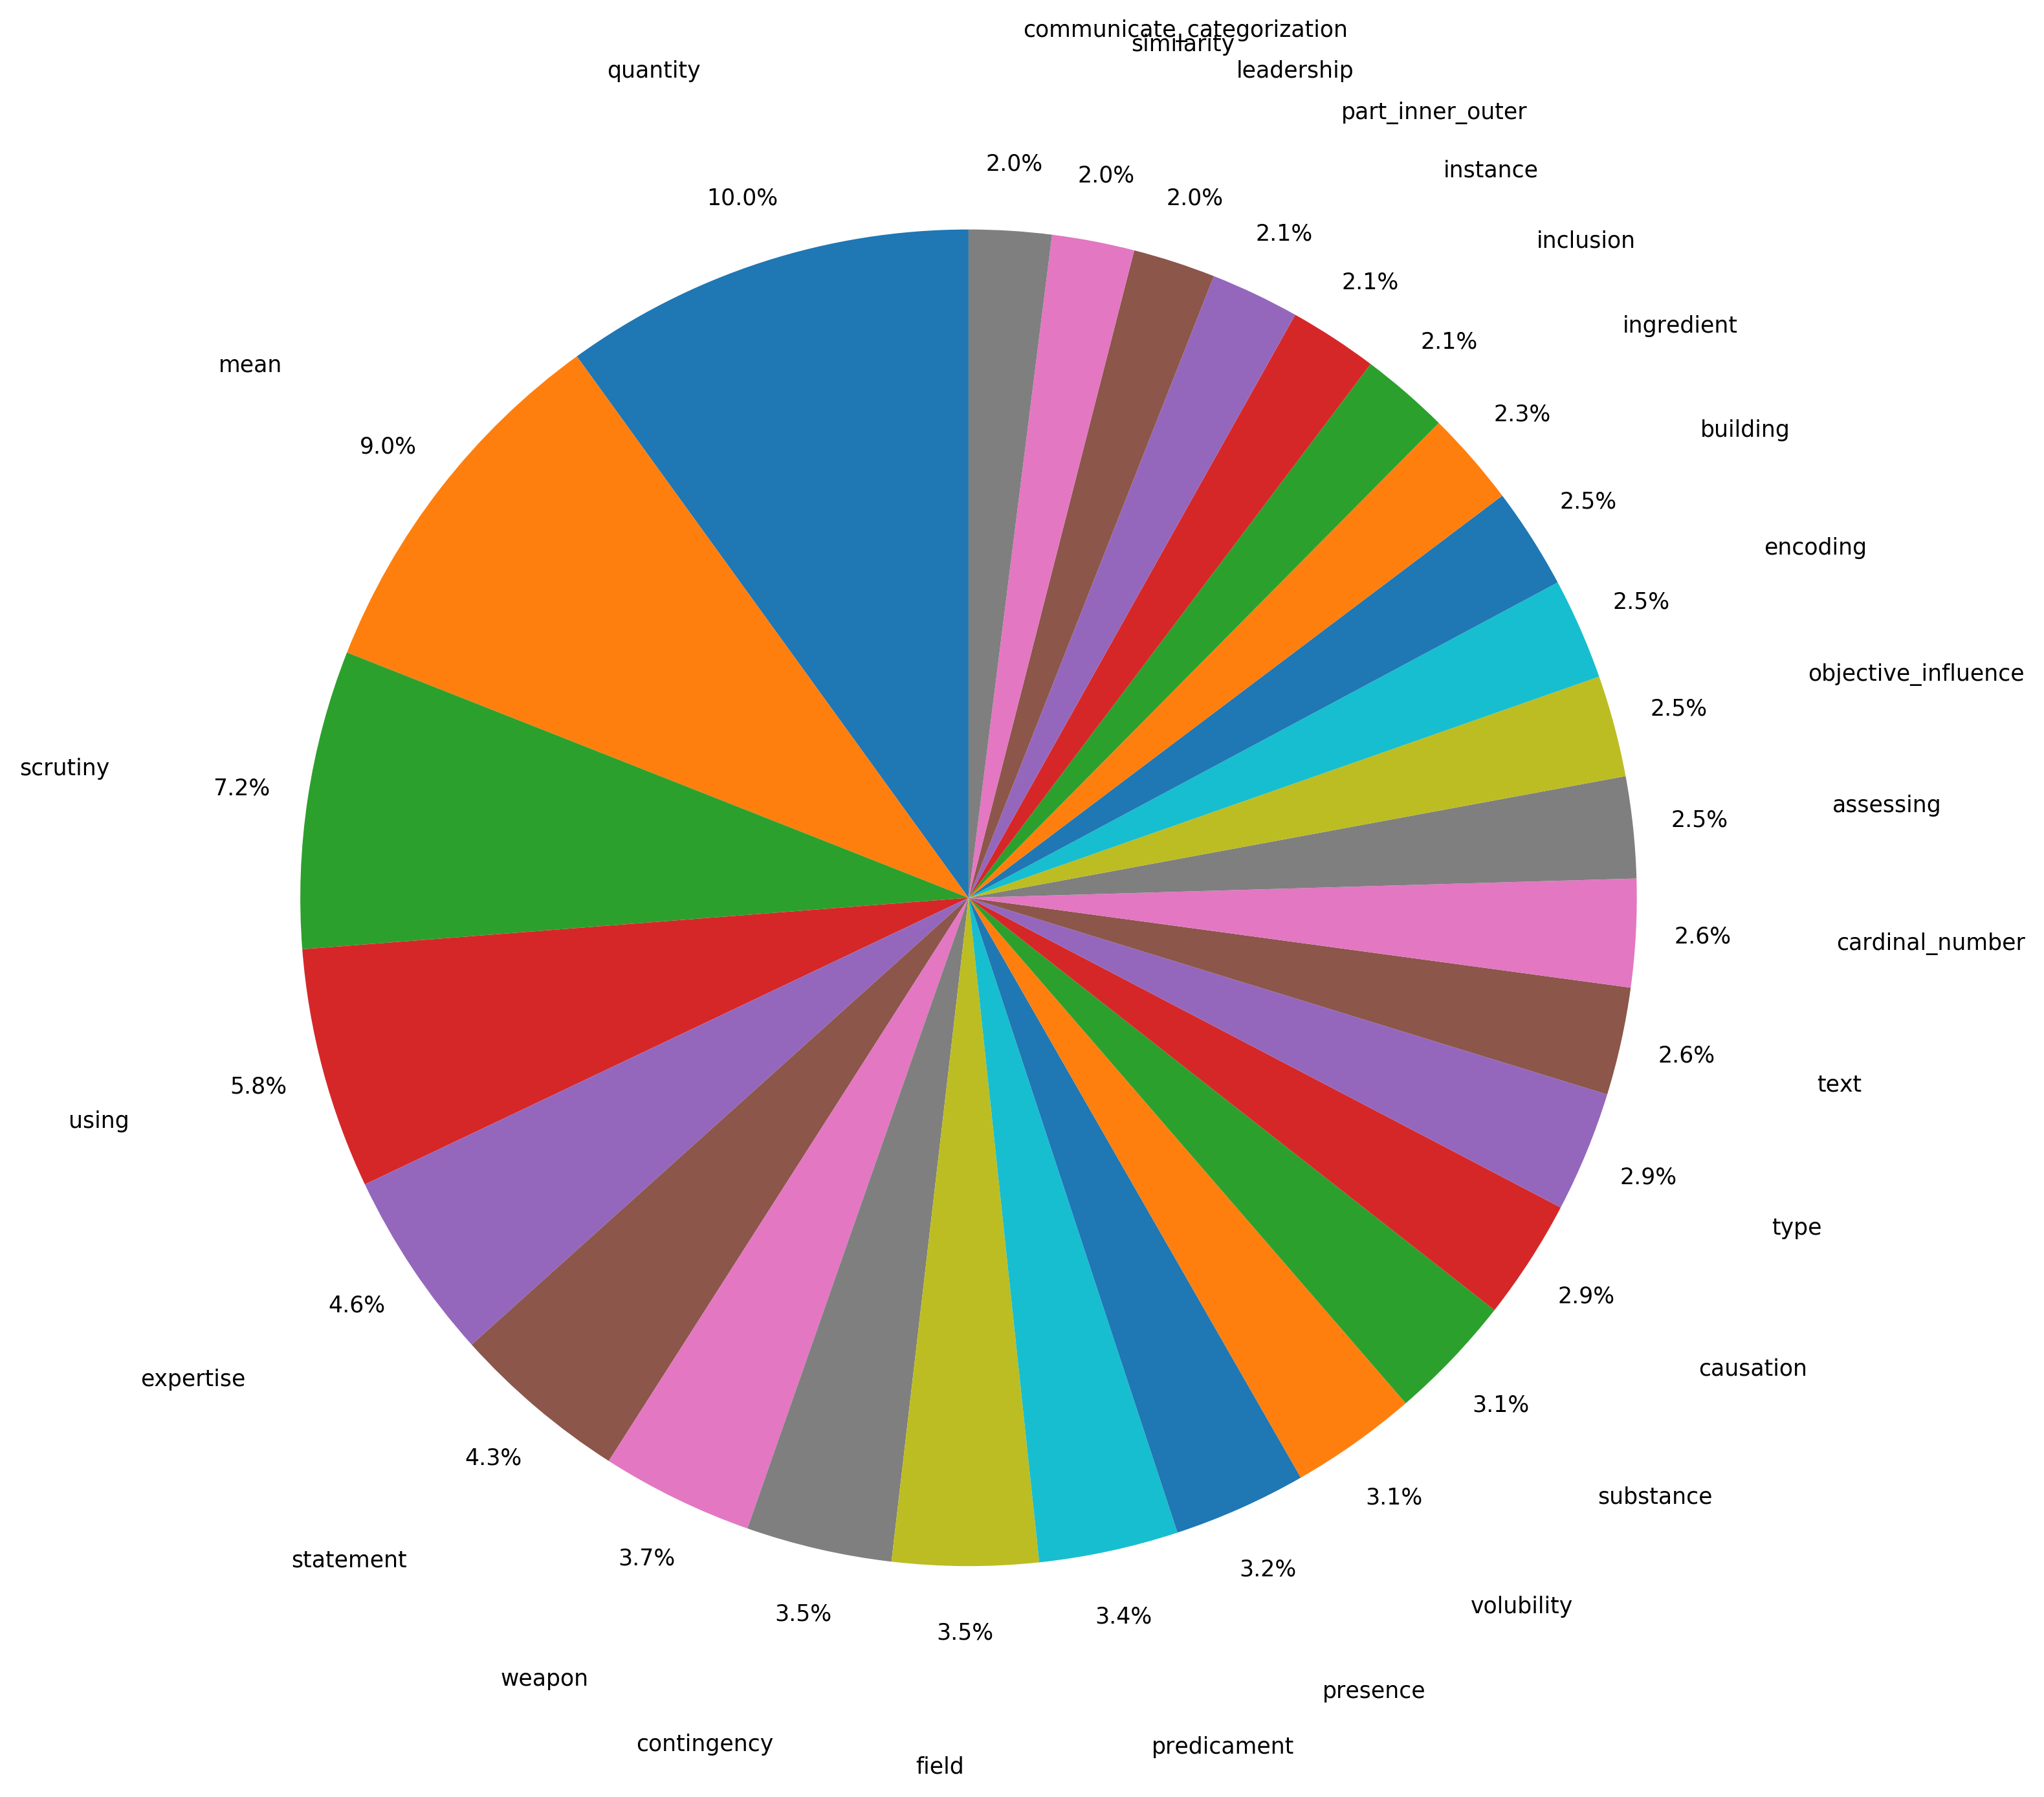 communicate_categorization
similarity
quantity
leadership
part_inner_outer
2.0%
2.0%
instance
10.0%
2.0%
2.1%
inclusion
2.1%
ingredient
2.1%
mean
2.3%
building
9.0%
2.5%
encoding
2.5%
objective_influence
2.5%
scrutiny
7.2%
assessing
2.5%
2.6%
cardinal_number
2.6%
text
5.8%
using
2.9%
type
2.9%
4.6%
causation
expertise
3.1%
4.3%
3.1%
substance
statement
3.7%
3.2%
volubility
3.5%
3.4%
3.5%
weapon
presence
contingency
predicament
field